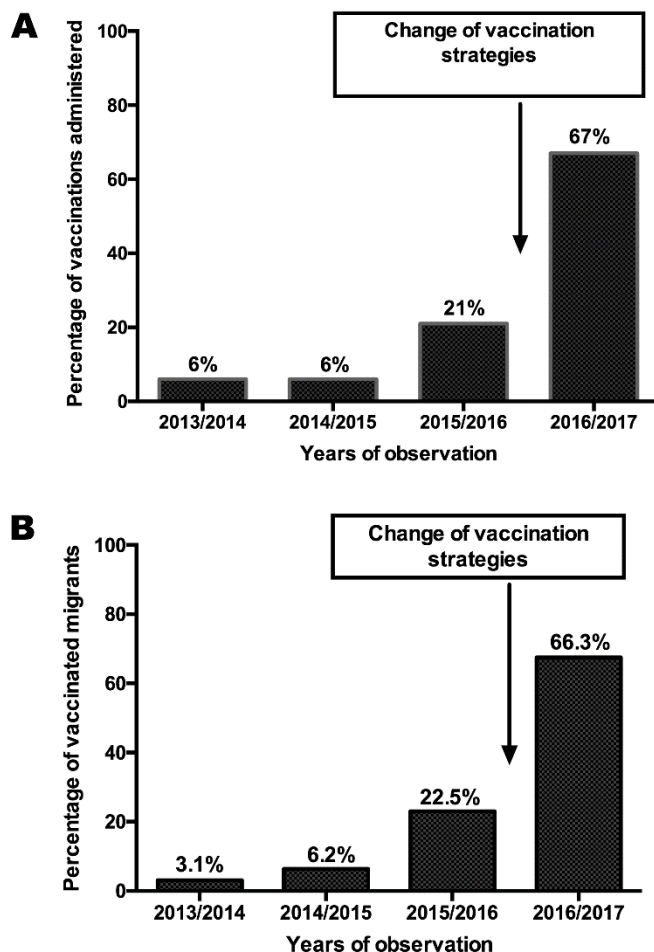 A
Percentage of vaccinations administered
100
80
60
40
20
0
Change of vaccination
strategies
6%
6%
21%
67%
2013/2014
2014/2015
2015/2016
2016/2017
Years of observation
B
Percentage of vaccinated migrants
100
80
60
40
20
0
Change of vaccination
strategies
3.1%
6.2%
22.5%
66.3%
2013/2014
2014/2015
2015/2016
2016/2017
Years of observation